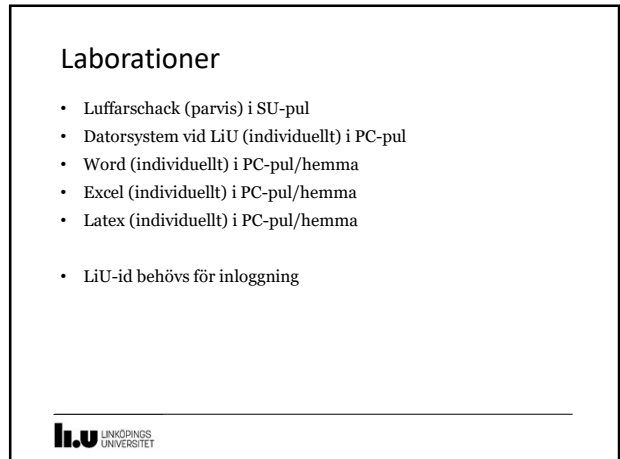 Laborationer
• Luffarschack (parvis) i SU-pul
• Datorsystem vid LiU (individuellt) i PC-pul
• Word (individuellt) i PC-pul/hemma
• Excel (individuellt) i PC-pul/hemma
• Latex (individuellt) i PC-pul/hemma
• LiU-id behövs för inloggning
LI.U LINKÖPINGS
UNIVERSITET